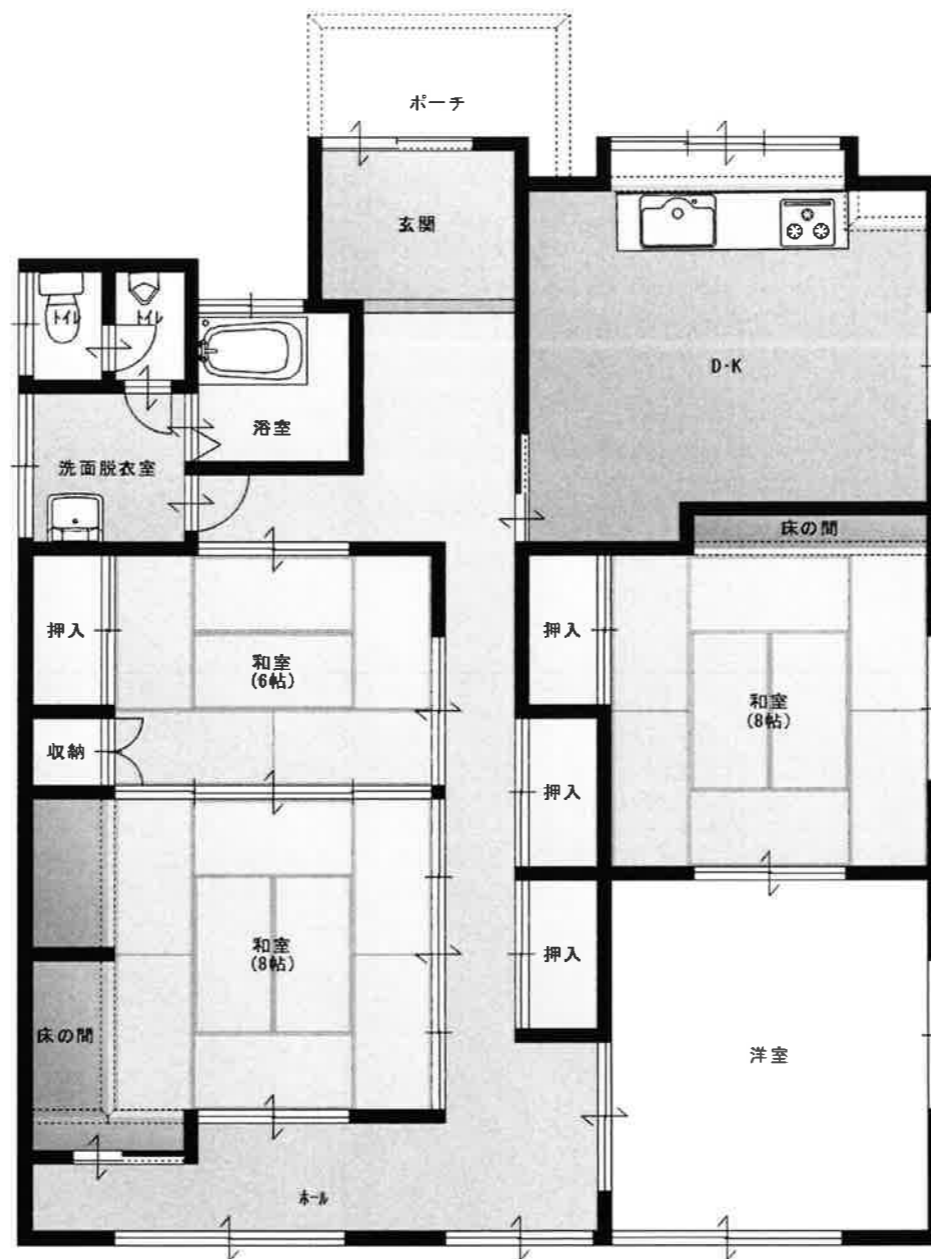 ポーチ
玄関
トイレ
トイレ
D-K
浴室
洗面脱衣室
床の間
押入
和室
(6帖)
押入
和室
(8帖)
収納
押入
和室
(8帖)
押入
床の間
洋室
ホール